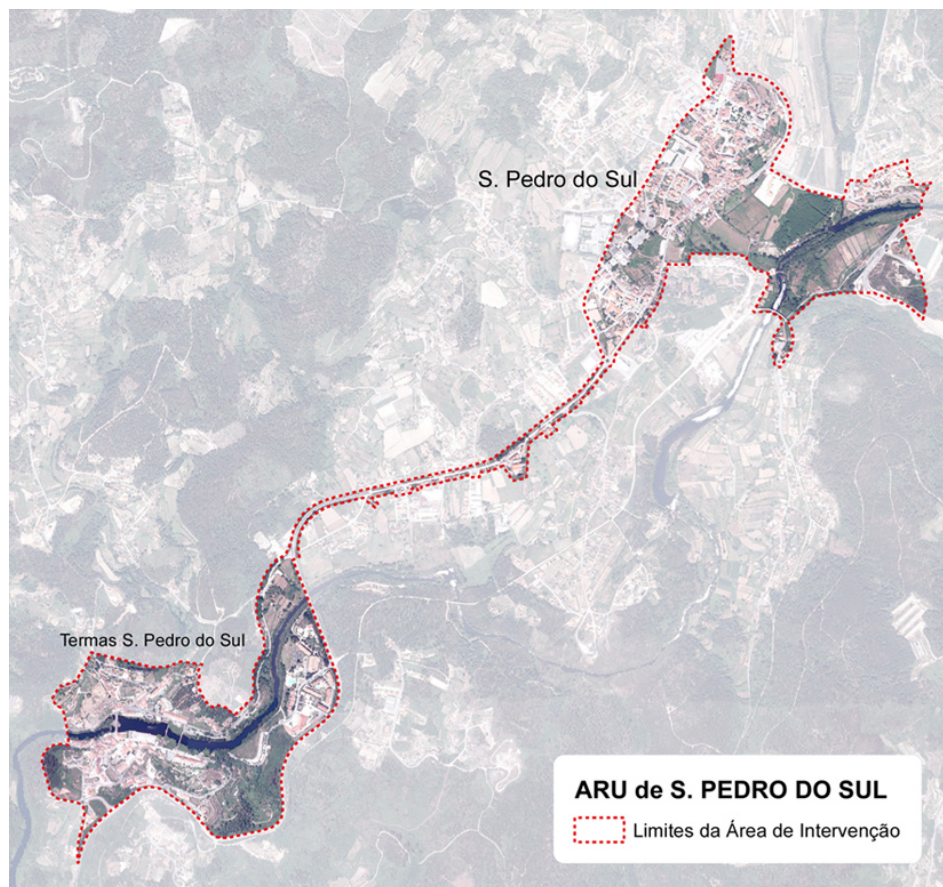 S. Pedro do Sul
Termas S. Pedro do Sul
ARU de S. PEDRO DO SUL
Limites da Área de Intervenção